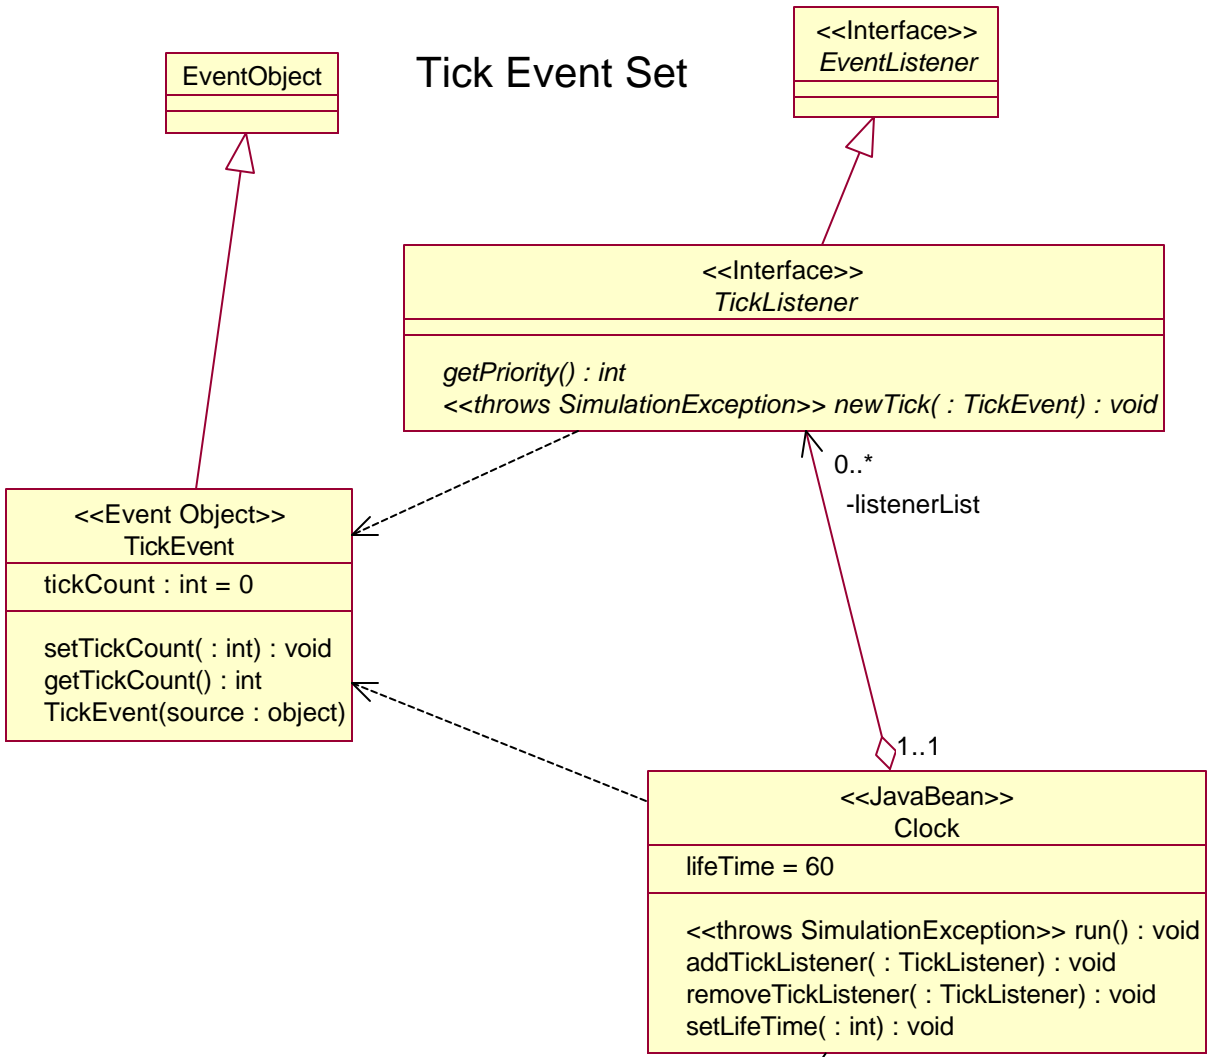 Tick Event Set
EventObject
<<Interface>>
EventListener
<<Interface>>
TickListener
getPriority() : int
<<throws SimulationException>> newTick( : TickEvent) : void
0..*
-listenerList
<<Event Object>>
TickEvent
tickCount : int = 0
setTickCount( : int) : void
getTickCount() : int
TickEvent(source : object)
1..1
<<JavaBean>>
Clock
lifeTime = 60
<<throws SimulationException>> run() : void
addTickListener( : TickListener) : void
removeTickListener( : TickListener) : void
setLifeTime( : int) : void